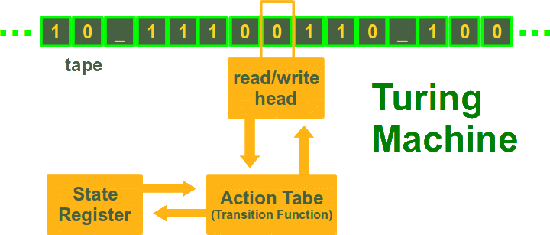 1 0 _ 1 1 1 0 0 1 1 0 _ 1 0 0
tape
read/write
head
Turing
Machine
State
Register
Action Tabe
(Transition Function)